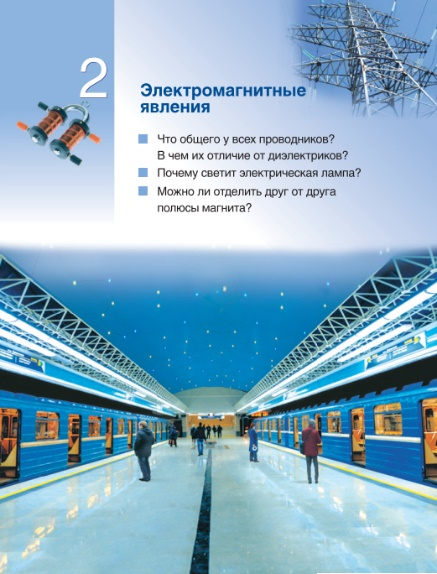 2
Электромагнитные
явления
Что общего у всех проводников?
В чем их отличие от диэлектриков?
Почему светит электрическая лампа?
Можно ли отделить друг от друга
полюсы магнита?